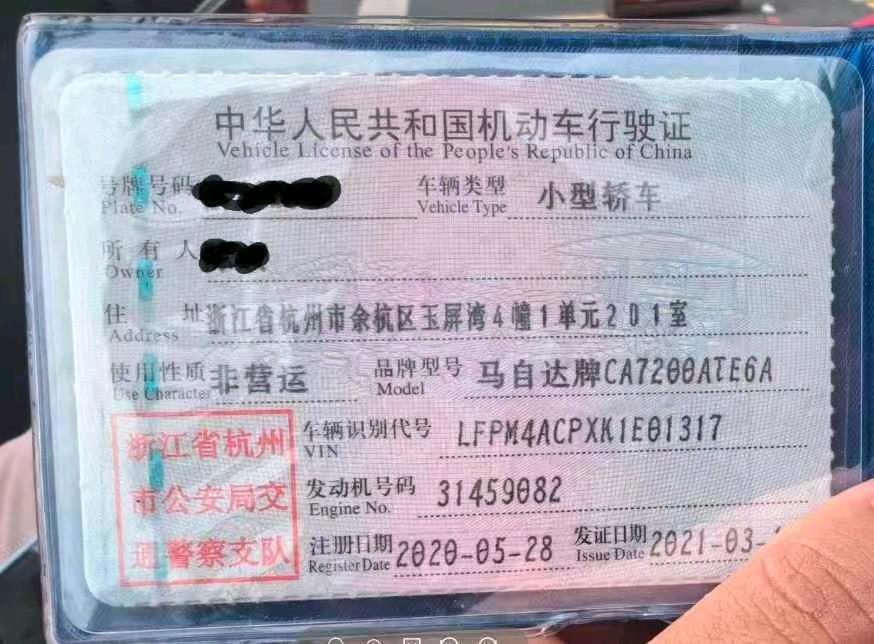 中华人民共和国机动车行驶证
Vehicle License of the People's Republic of China
号牌号码 车辆类型 小型轿车
Plate No. Vehicle Type
所有人
Owner
住址 浙江省杭州市余杭区玉屏湾4幢1单元201室
Address
使用性质 非营运 品牌型号 马自达牌CA7200ATE6A
Use Character Model
车辆识别代号 LFPM4ACPXK1E01317
VIN
发动机号码 31459082
Engine No.
注册日期 2020-05-28 发证日期 2021-03-
Register Date Issue Date
浙江省杭州
市公安局交
通警察支队